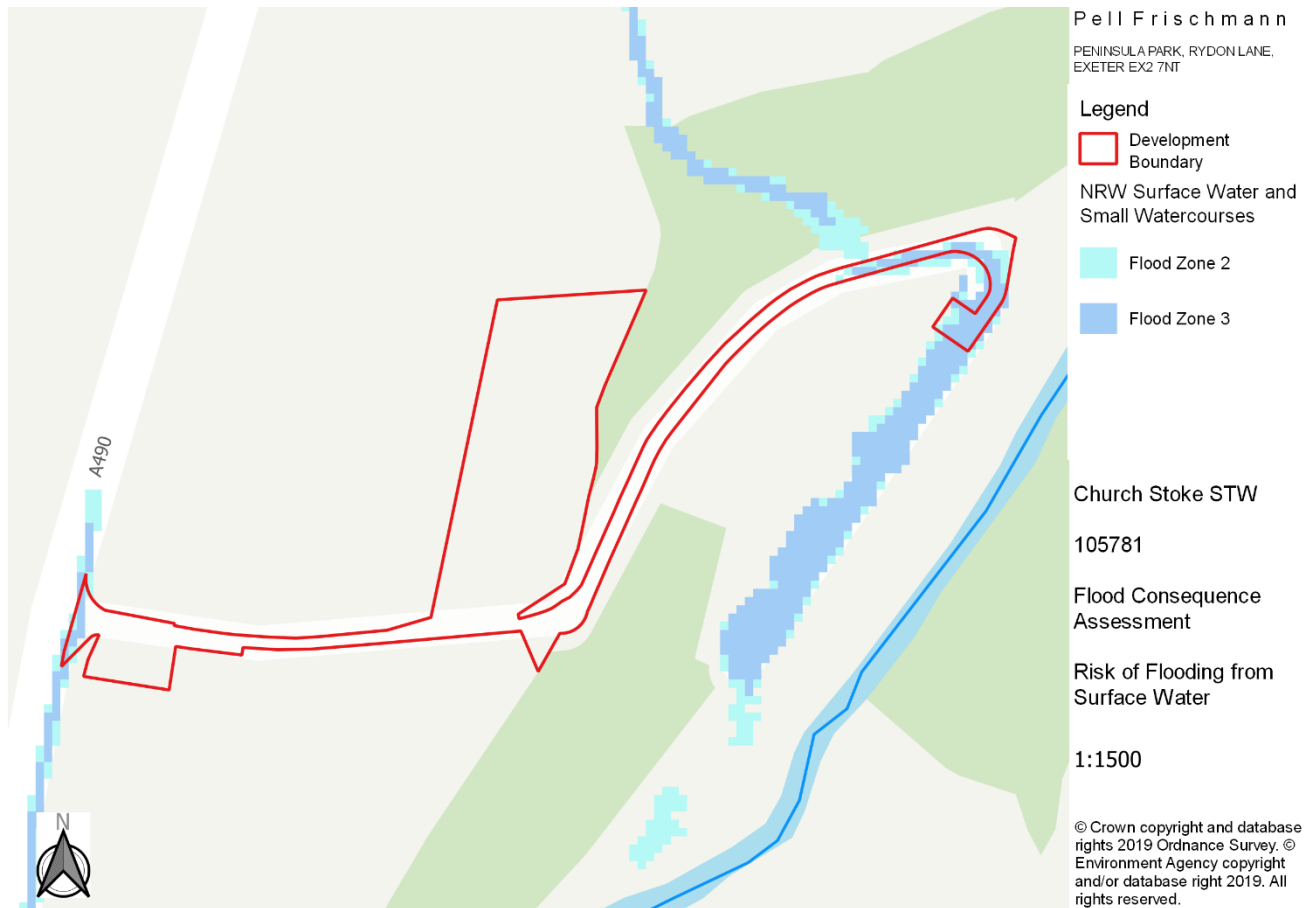 Pell Frischmann
PENINSULA PARK, RYDON LANE,
EXETER EX2 7NT
Legend
Development
Boundary
NRW Surface Water and
Small Watercourses
Flood Zone 2
Flood Zone 3
A490
Church Stoke STW
105781
Flood Consequence
Assessment
Risk of Flooding from
Surface Water
1:1500
N
© Crown copyright and database
rights 2019 Ordnance Survey. ©
Environment Agency copyright
and/or database right 2019. All
rights reserved.